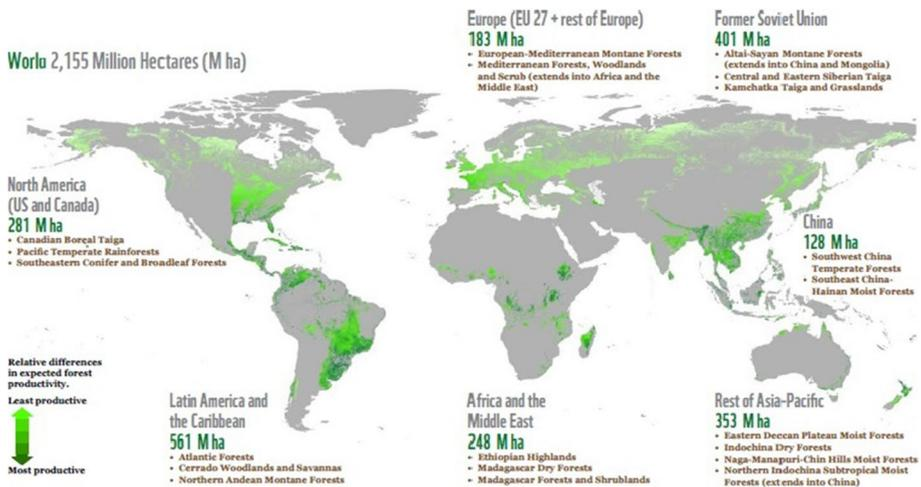 World 2,155 Million Hectares (M ha)
Europe (EU 27 + rest of Europe)
183 M ha
European-Mediterranean Montane Forests
Mediterranean Forests, Woodlands
and Scrub (extends into Africa and the
Middle East)
Former Soviet Union
401 M ha
• Altai-Sayan Montane Forests
(extends into China and Mongolia)
• Central and Eastern Siberian Taiga
• Kamchatka Taiga and Grasslands
North America
(US and Canada)
281 M ha
• Canadian Boreal Taiga
• Pacific Temperate Rainforests
• Southeastern Conifer and Broadleaf Forests
China
128 M ha
• Southwest China
Temperate Forests
• Southeast China-
Hainan Moist Forests
Relative differences
in expected forest
productivity.
Least productive
Most productive
Latin America and
the Caribbean
561 M ha
• Atlantic Forests
• Cerrado Woodlands and Savannas
• Northern Andean Montane Forests
Africa and the
Middle East
248 M ha
• Ethiopian Highlands
• Madagascar Dry Forests
• Madagascar Forests and Shrublands
Rest of Asia-Pacific
353 M ha
• Eastern Deccan Plateau Moist Forests
• Indochina Dry Forests
• Naga-Manapuri-Chin Hills Moist Forests
• Northern Indochina Subtropical Moist
Forests (extends into China)